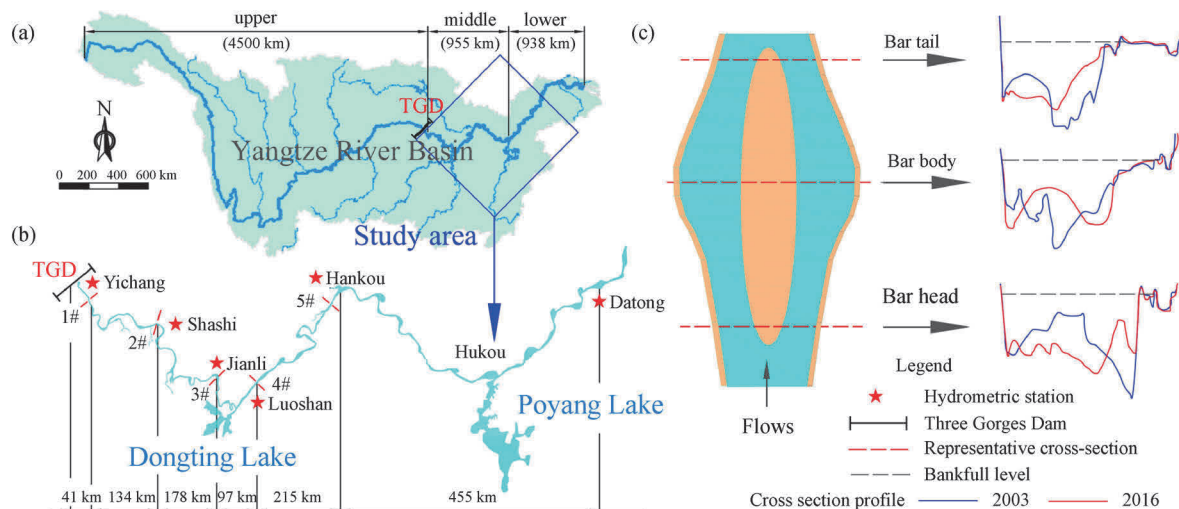 (a)
upper
middle
lower
(4500 km)
(955 km)
(938 km)
N
TGD
Yangtze River Basin
0 200 400 600 km
Study area
(b)
TGD
Yichang
1#
2#
Shashi
Jianli
3#
4#
Luoshan
Hankou
5#
Hukou
Datong
Dongting Lake
Poyang Lake
41 km
134 km
178 km
97 km
215 km
455 km
(c)
Bar tail
Bar body
Bar head
Flows
Legend
Hydrometric station
Three Gorges Dam
Representative cross-section
Bankfull level
Cross section profile 2003 2016